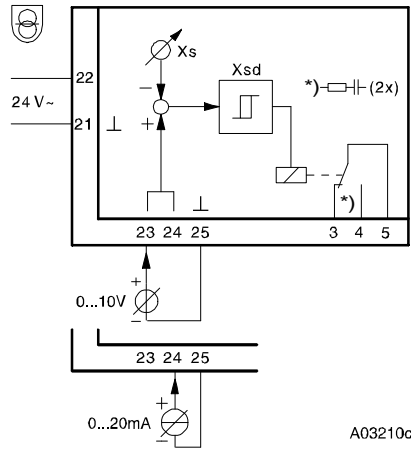 Xs
22
Xsd
*) (2x)
24 V~
−
21 ⊥
+
*)
⊥
23 24 25 3 4 5
+
0...10V
−
23 24 25
+
0...20mA
−
A03210c